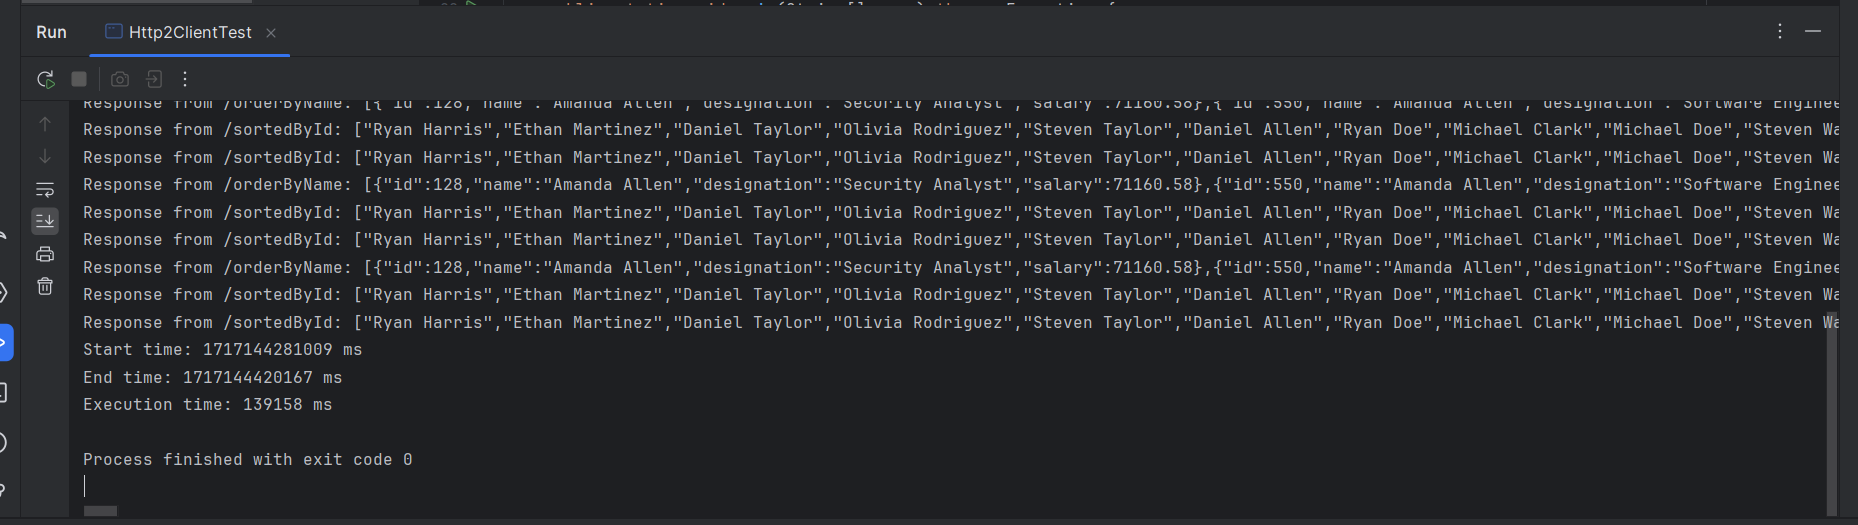 Run
Http2ClientTest
Response from /orderByName: [{"id":128,"name":"Amanda Allen","designation":"Security Analyst","salary":71160.58},{"id":550,"name":"Amanda Allen","designation":"Software Enginee
Response from /sortedById: ["Ryan Harris","Ethan Martinez","Daniel Taylor","Olivia Rodriguez","Steven Taylor","Daniel Allen","Ryan Doe","Michael Clark","Michael Doe","Steven Wa
Response from /sortedById: ["Ryan Harris","Ethan Martinez","Daniel Taylor","Olivia Rodriguez","Steven Taylor","Daniel Allen","Ryan Doe","Michael Clark","Michael Doe","Steven Wa
Response from /orderByName: [{"id":128,"name":"Amanda Allen","designation":"Security Analyst","salary":71160.58},{"id":550,"name":"Amanda Allen","designation":"Software Enginee
Response from /sortedById: ["Ryan Harris","Ethan Martinez","Daniel Taylor","Olivia Rodriguez","Steven Taylor","Daniel Allen","Ryan Doe","Michael Clark","Michael Doe","Steven Wa
Response from /sortedById: ["Ryan Harris","Ethan Martinez","Daniel Taylor","Olivia Rodriguez","Steven Taylor","Daniel Allen","Ryan Doe","Michael Clark","Michael Doe","Steven Wa
Response from /orderByName: [{"id":128,"name":"Amanda Allen","designation":"Security Analyst","salary":71160.58},{"id":550,"name":"Amanda Allen","designation":"Software Enginee
Response from /sortedById: ["Ryan Harris","Ethan Martinez","Daniel Taylor","Olivia Rodriguez","Steven Taylor","Daniel Allen","Ryan Doe","Michael Clark","Michael Doe","Steven Wa
Response from /sortedById: ["Ryan Harris","Ethan Martinez","Daniel Taylor","Olivia Rodriguez","Steven Taylor","Daniel Allen","Ryan Doe","Michael Clark","Michael Doe","Steven Wa
Start time: 1717144281009 ms
End time: 1717144420167 ms
Execution time: 139158 ms
Process finished with exit code 0